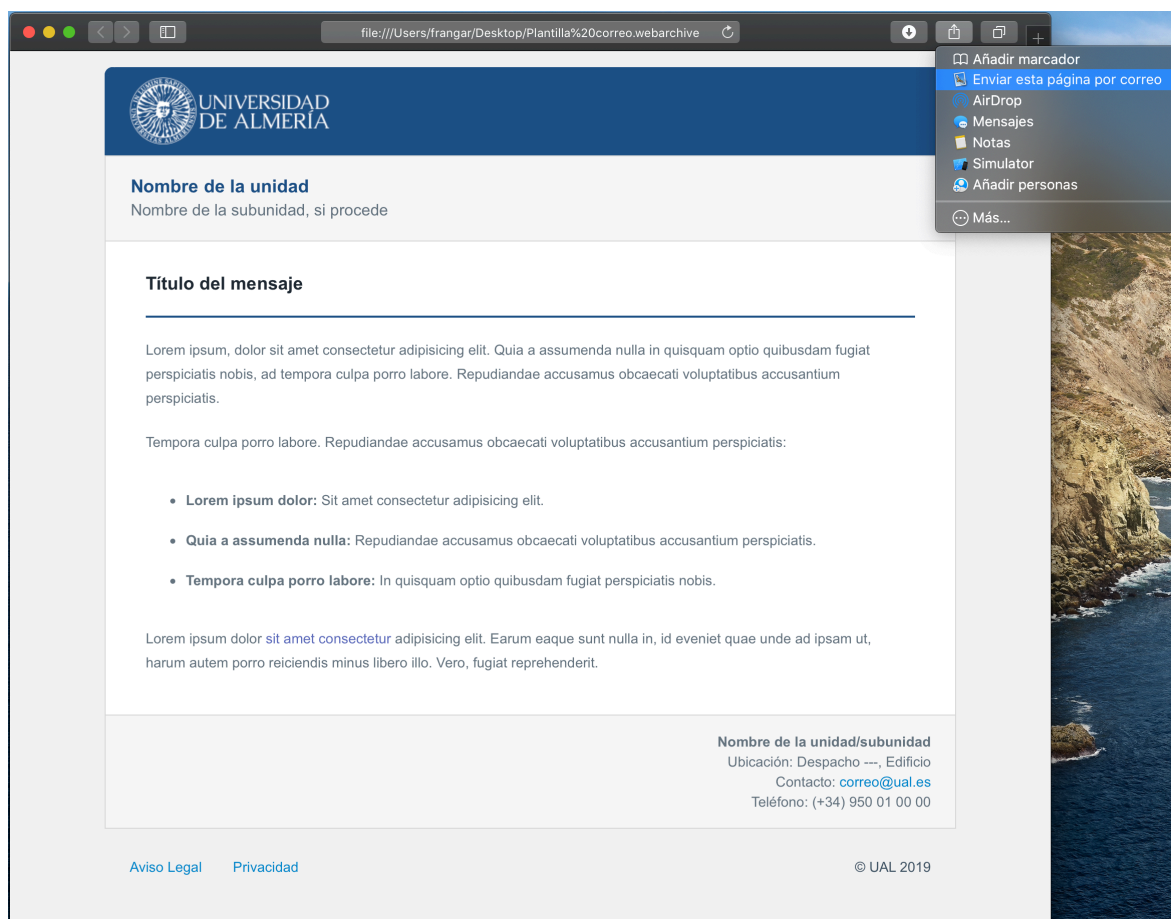 file:///Users/frangar/Desktop/Plantilla%20correo.webarchive
Añadir marcador
Enviar esta página por correo
AirDrop
Mensajes
Notas
Simulator
Añadir personas
Más...
UNIVERSIDAD
DE ALMERÍA
Nombre de la unidad
Nombre de la subunidad, si procede
Título del mensaje
Lorem ipsum, dolor sit amet consectetur adipisicing elit. Quia a assumenda nulla in quisquam optio quibusdam fugiat
perspiciatis nobis, ad tempora culpa porro labore. Repudiandae accusamus obcaecati voluptatibus accusantium
perspiciatis.
Tempora culpa porro labore. Repudiandae accusamus obcaecati voluptatibus accusantium perspiciatis:
• Lorem ipsum dolor: Sit amet consectetur adipisicing elit.
• Quia a assumenda nulla: Repudiandae accusamus obcaecati voluptatibus accusantium perspiciatis.
• Tempora culpa porro labore: In quisquam optio quibusdam fugiat perspiciatis nobis.
Lorem ipsum dolor sit amet consectetur adipisicing elit. Earum eaque sunt nulla in, id eveniet quae unde ad ipsam ut,
harum autem porro reiciendis minus libero illo. Vero, fugiat reprehenderit.
Nombre de la unidad/subunidad
Ubicación: Despacho ---, Edificio
Contacto: correo@ual.es
Teléfono: (+34) 950 01 00 00
Aviso Legal Privacidad © UAL 2019